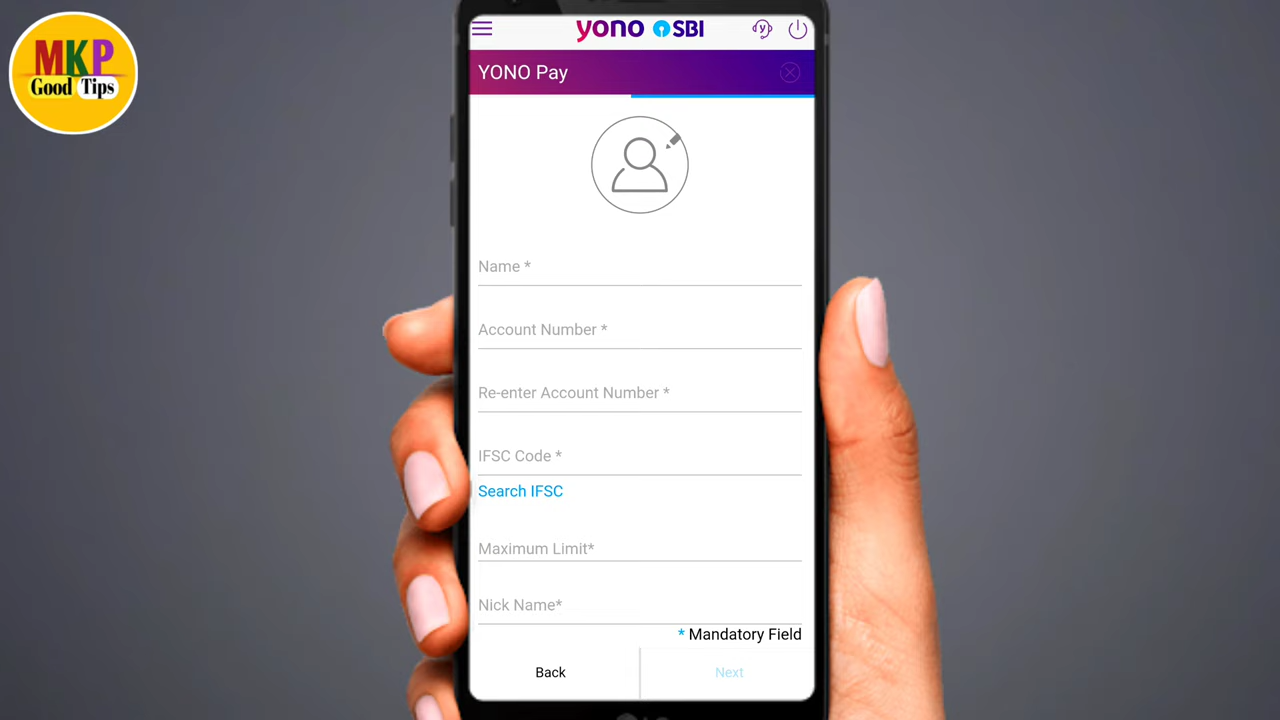 MKP
Good Tips
yono SBI
YONO Pay
Name *
Account Number *
Re-enter Account Number *
IFSC Code *
Search IFSC
Maximum Limit*
Nick Name*
* Mandatory Field
Back
Next